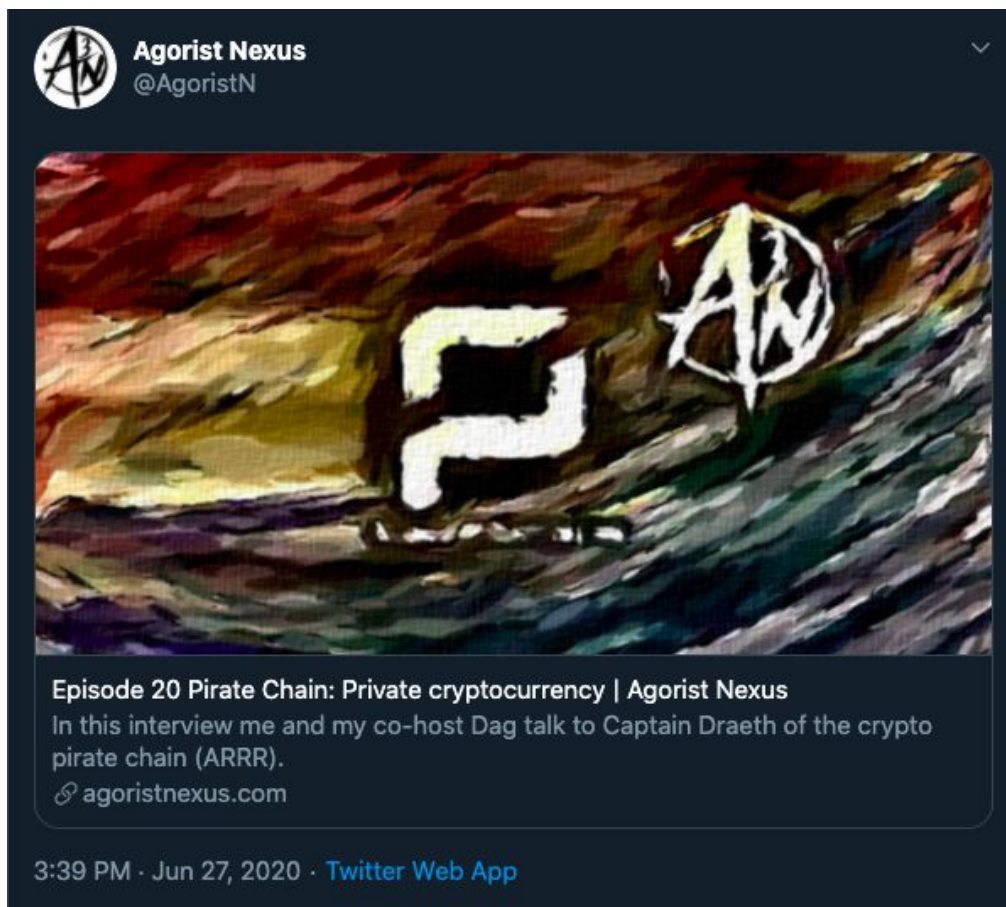 Agorist Nexus
@AgoristN
Episode 20 Pirate Chain: Private cryptocurrency | Agorist Nexus
In this interview me and my co-host Dag talk to Captain Draeth of the crypto
pirate chain (ARRR).
agoristnexus.com
3:39 PM · Jun 27, 2020 · Twitter Web App